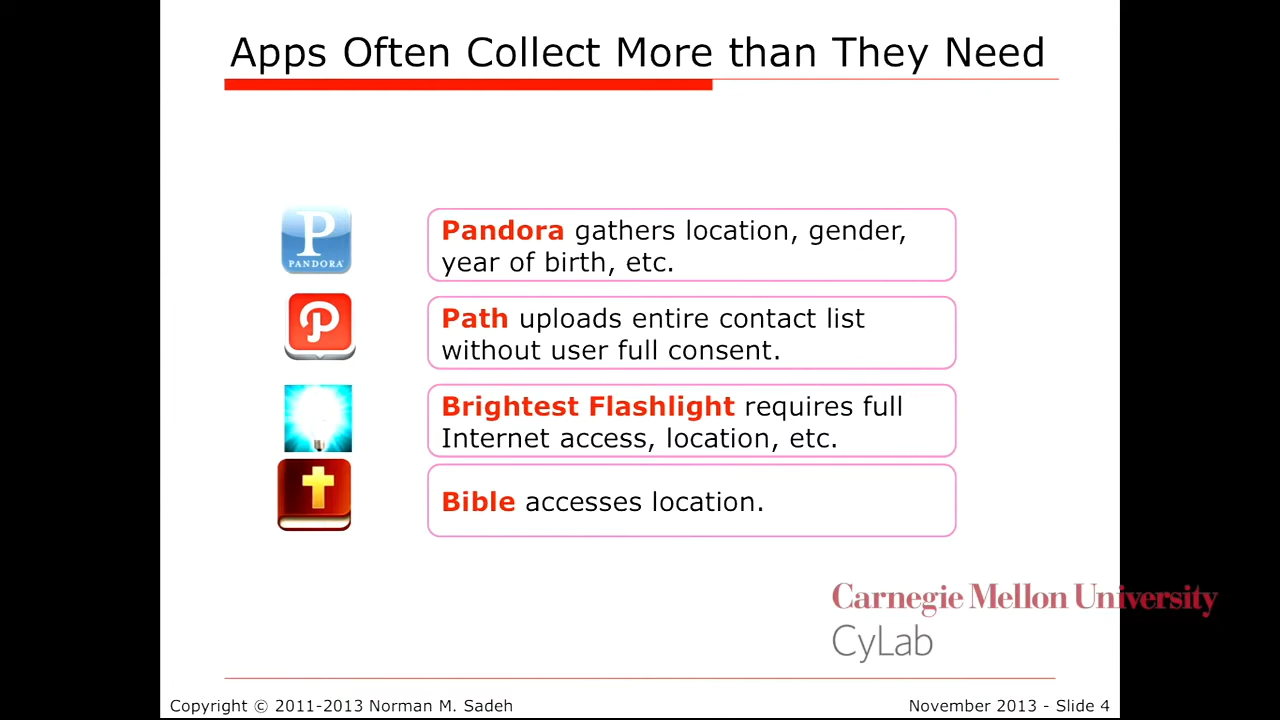 Apps Often Collect More than They Need
P
PANDORA
Pandora gathers location, gender,
year of birth, etc.
Path uploads entire contact list
without user full consent.
Brightest Flashlight requires full
Internet access, location, etc.
Bible accesses location.
Carnegie Mellon University
CyLab
Copyright © 2011-2013 Norman M. Sadeh
November 2013 - Slide 4